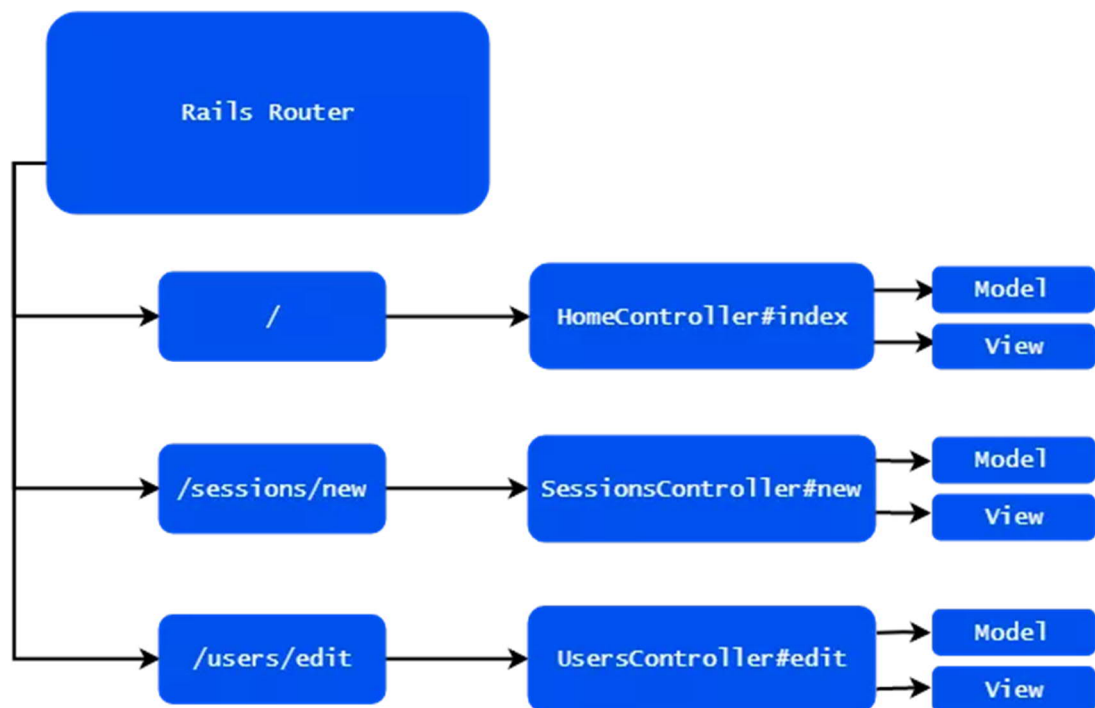 Rails Router
/
HomeController#index
Model
View
/sessions/new
SessionsController#new
Model
View
/users/edit
UsersController#edit
Model
View